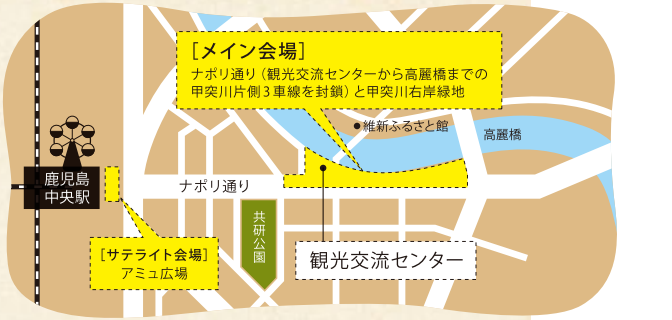 ［メイン会場］
ナポリ通り（観光交流センターから高麗橋までの
甲突川片側3車線を封鎖）と甲突川右岸緑地
●維新ふるさと館
高麗橋
鹿児島
中央駅
ナポリ通り
共研公園
［サテライト会場］
アミュ広場
観光交流センター